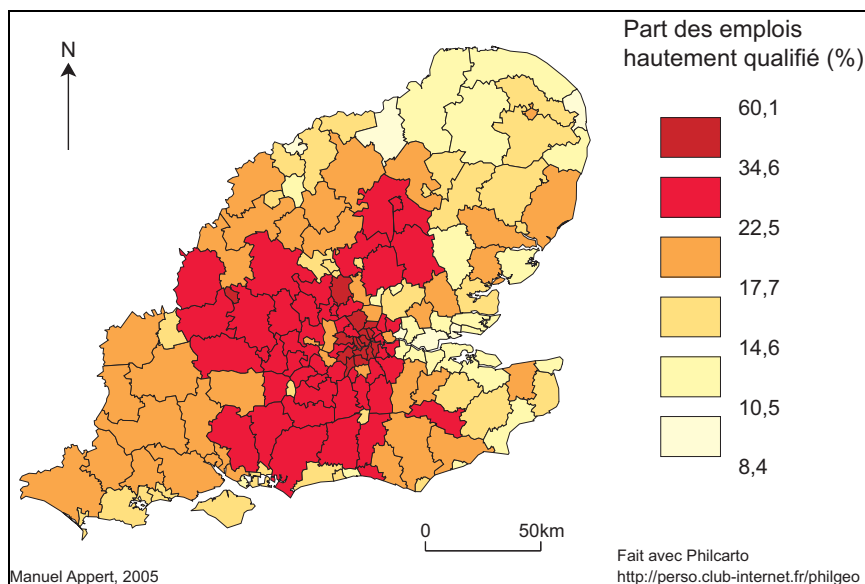 Part des emplois
hautement qualifié (%)
N
60,1
34,6
22,5
17,7
14,6
10,5
8,4
0 50km
Manuel Appert, 2005
Fait avec Philcarto
http://perso.club-internet.fr/philgeo